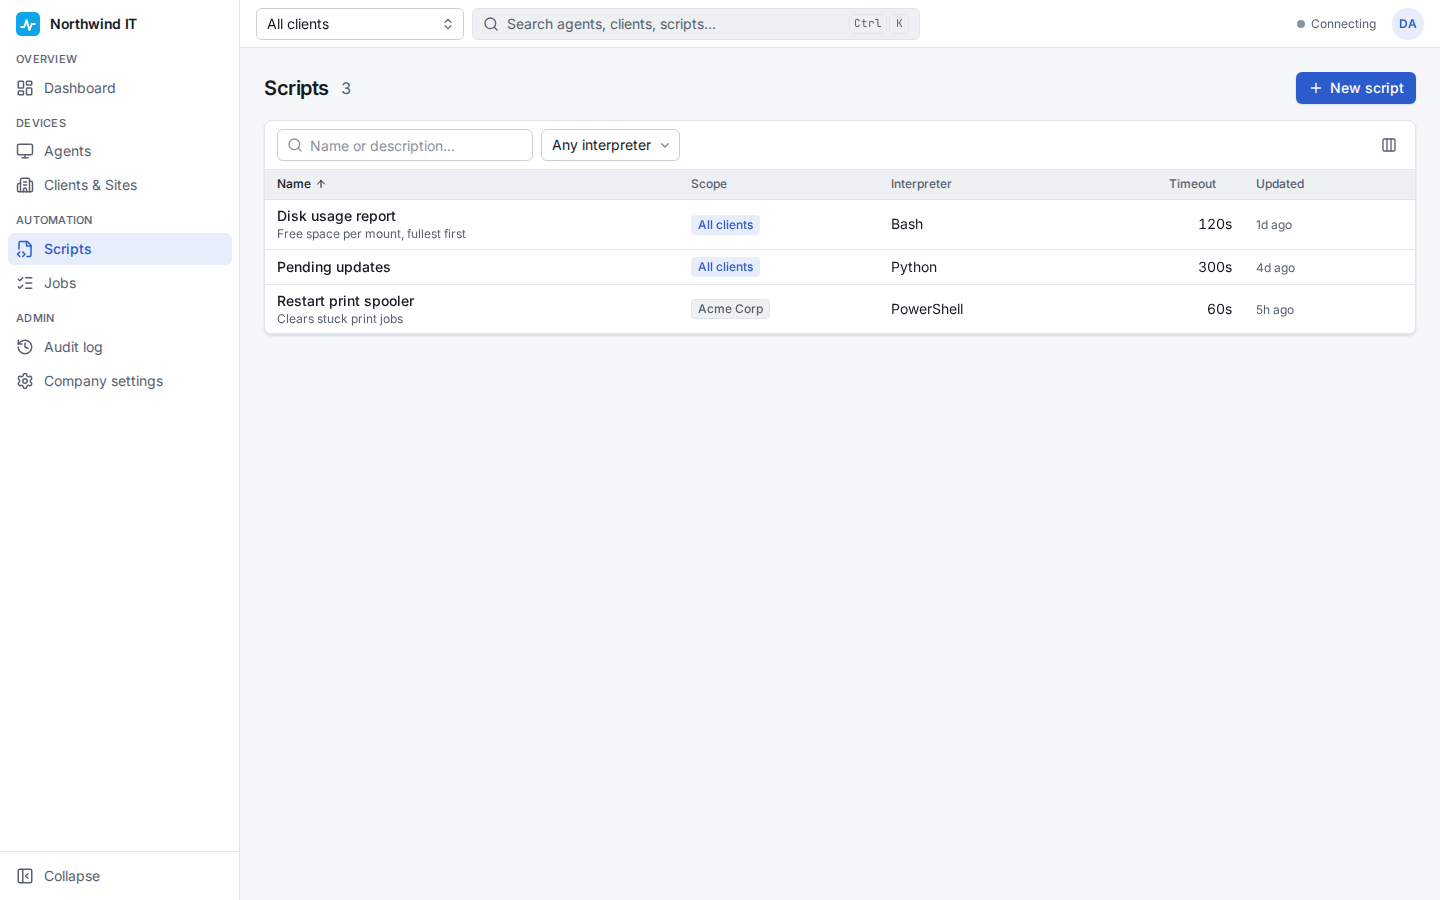 Northwind IT
All clients
Search agents, clients, scripts...
Ctrl K
Connecting
DA
OVERVIEW
Dashboard
DEVICES
Agents
Clients & Sites
AUTOMATION
Scripts
Jobs
ADMIN
Audit log
Company settings
Collapse
Scripts 3
New script
Name or description...
Any interpreter
Name Scope Interpreter Timeout Updated
Disk usage report All clients Bash 120s 1d ago
Free space per mount, fullest first
Pending updates All clients Python 300s 4d ago
Restart print spooler Acme Corp PowerShell 60s 5h ago
Clears stuck print jobs